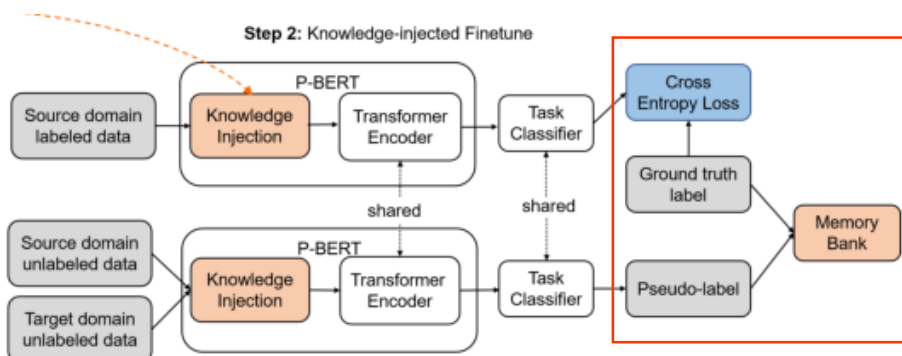 Step 2: Knowledge-injected Finetune
P-BERT
Source domain
labeled data
Knowledge
Injection
Transformer
Encoder
Task
Classifier
Cross
Entropy Loss
Ground truth
label
shared
shared
Memory
Bank
Source domain
unlabeled data
P-BERT
Knowledge
Injection
Transformer
Encoder
Task
Classifier
Pseudo-label
Target domain
unlabeled data